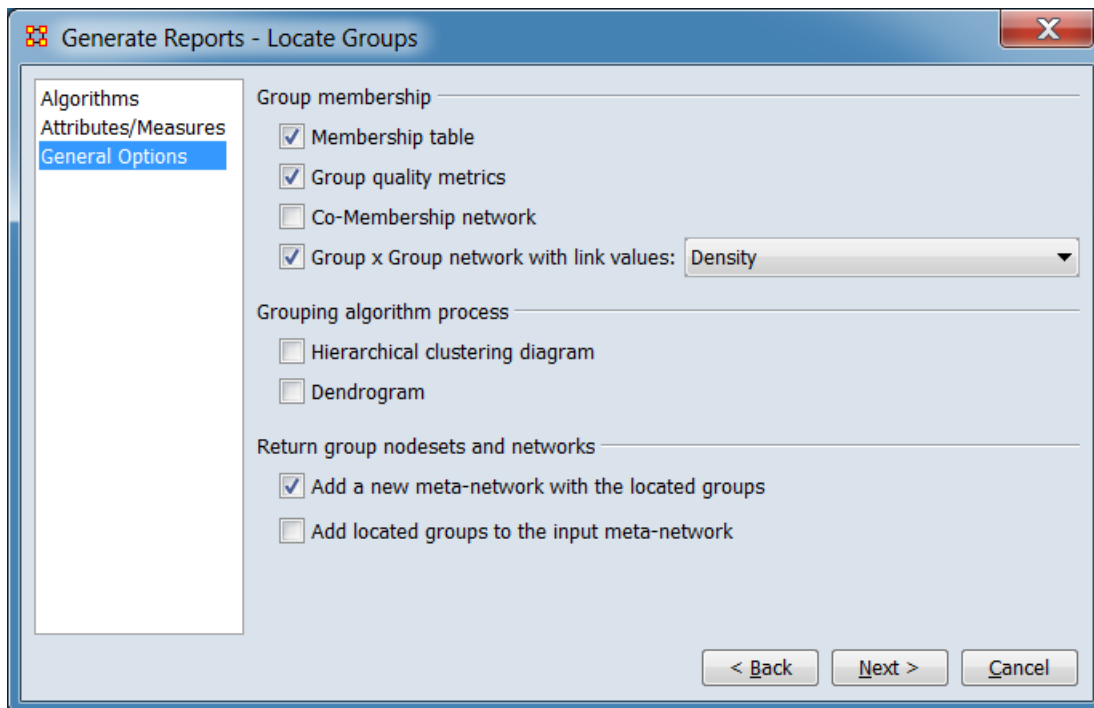 Generate Reports - Locate Groups
X
Algorithms
Attributes/Measures
General Options
Group membership
Membership table
Group quality metrics
Co-Membership network
Group x Group network with link values: Density
Grouping algorithm process
Hierarchical clustering diagram
Dendrogram
Return group nodesets and networks
Add a new meta-network with the located groups
Add located groups to the input meta-network
< Back Next > Cancel